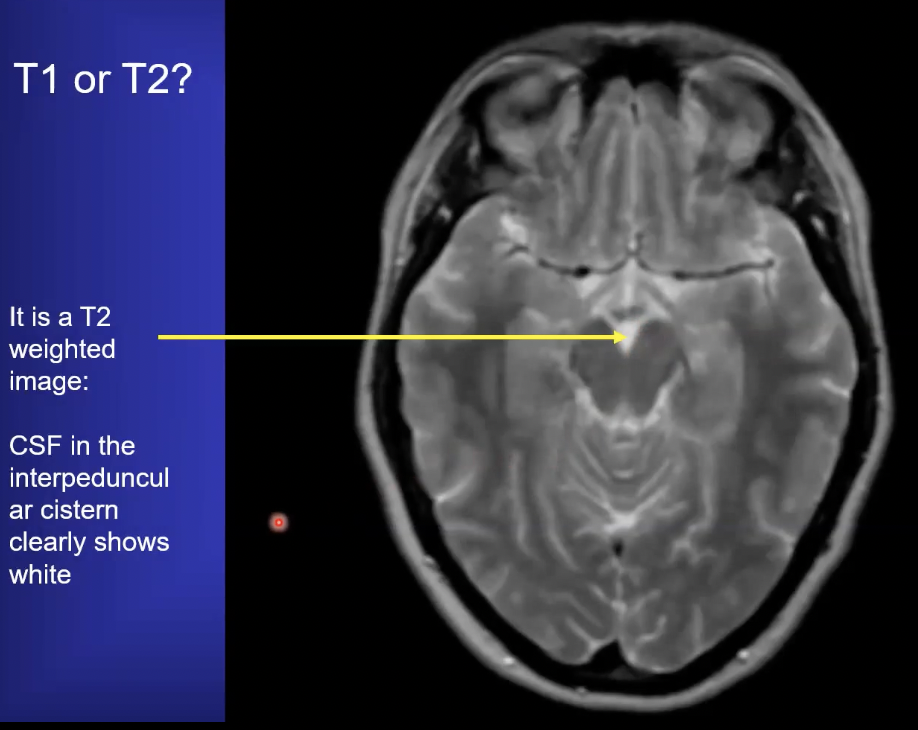 T1 or T2?
It is a T2
weighted
image:
CSF in the
interpeduncul
ar cistern
clearly shows
white